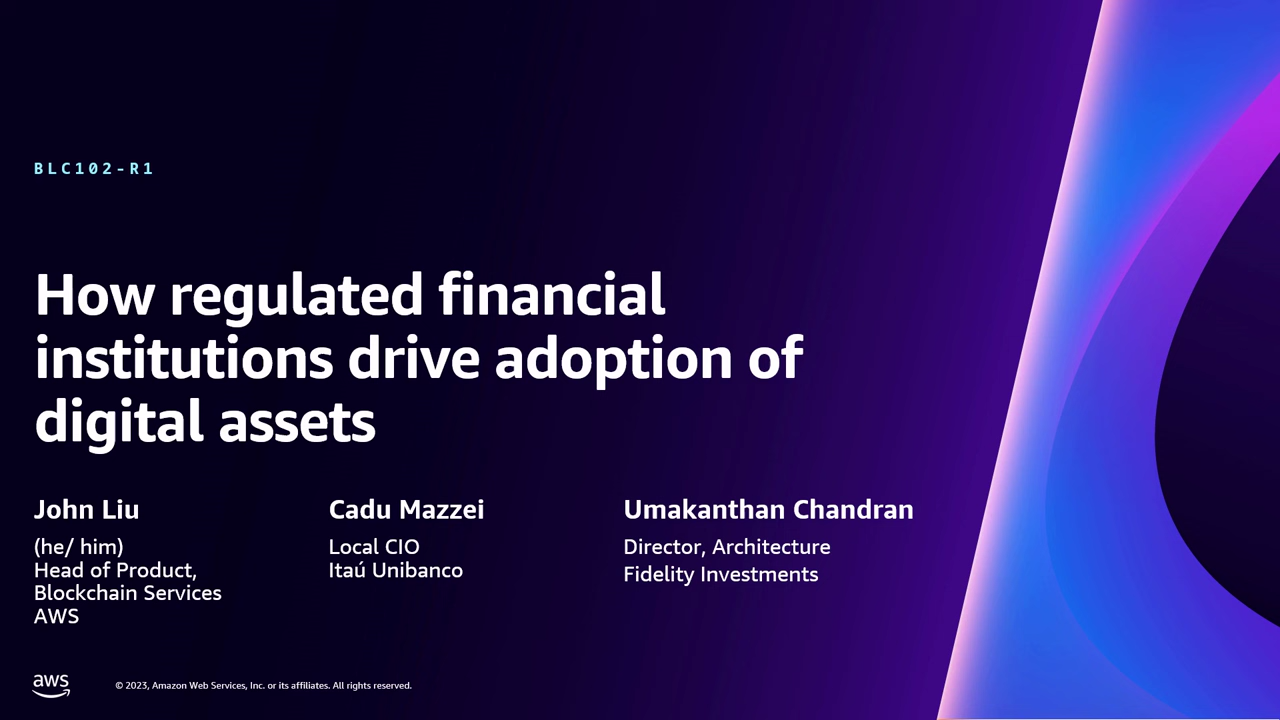 BLC102-R1
How regulated financial
institutions drive adoption of
digital assets
John Liu
(he/ him)
Head of Product,
Blockchain Services
AWS
Cadu Mazzei
Local CIO
Itaú Unibanco
Umakanthan Chandran
Director, Architecture
Fidelity Investments
aws
© 2023, Amazon Web Services, Inc. or its affiliates. All rights reserved.